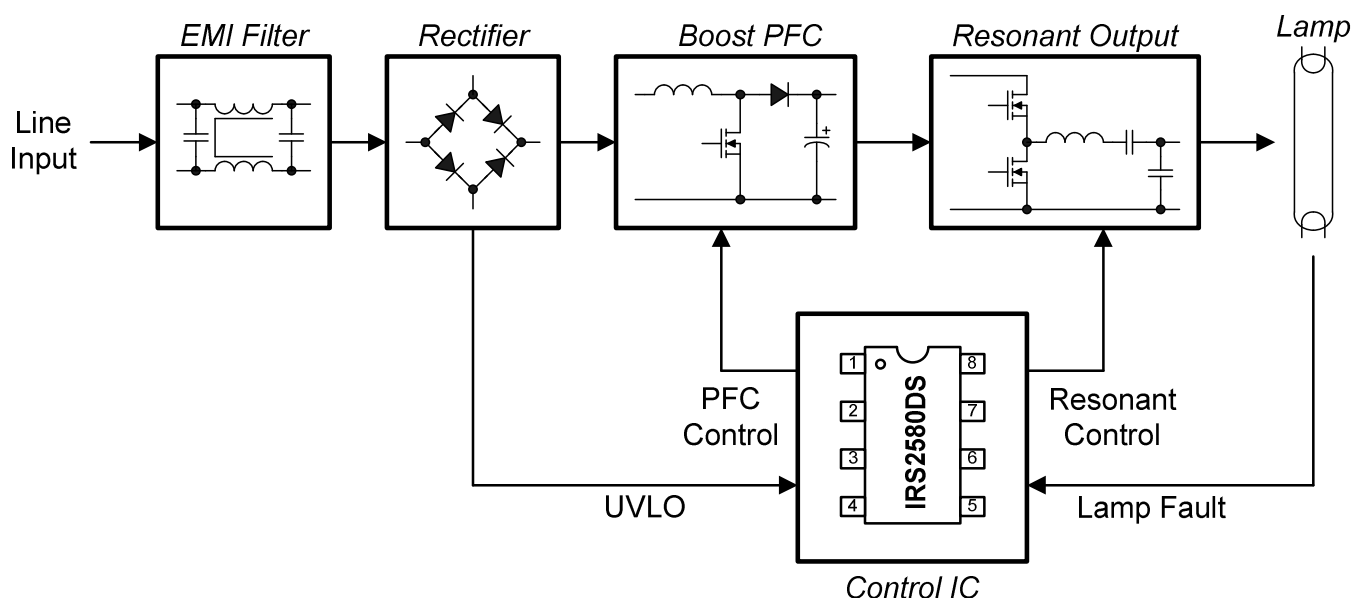 EMI Filter
Rectifier
Boost PFC
Resonant Output
Lamp
Line
Input
+
PFC
Control
1
2
3
4
IRS2580DS
8
7
6
5
Resonant
Control
UVLO
Lamp Fault
Control IC